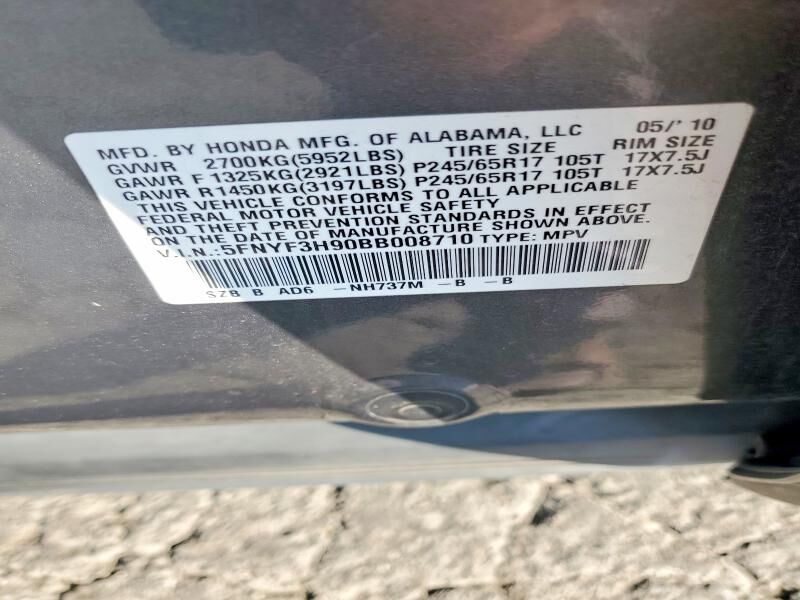 MFD. BY HONDA MFG. OF ALABAMA, LLC 05/'10
GVWR 2700KG(5952LBS) TIRE SIZE RIM SIZE
GAWR F 1325KG(2921LBS) P245/65R17 105T 17X7.5J
GAWR R1450KG(3197LBS) P245/65R17 105T 17X7.5J
THIS VEHICLE CONFORMS TO ALL APPLICABLE
FEDERAL MOTOR VEHICLE SAFETY
AND THEFT PREVENTION STANDARDS IN EFFECT
ON THE DATE OF MANUFACTURE SHOWN ABOVE.
V.I.N.:5FNYF3H90BB008710 TYPE: MPV
SZB B AD6 -NH737M -B -B